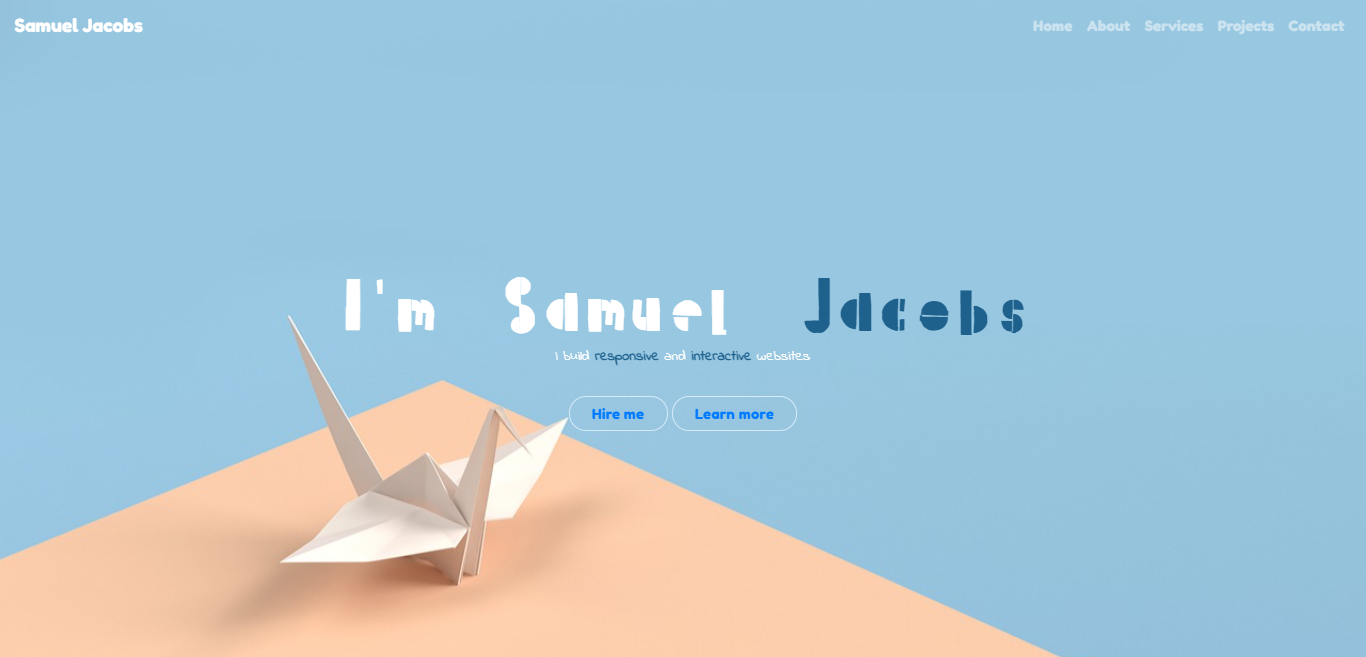 Samuel Jacobs
Home About Services Projects Contact
I'm Samuel Jacobs
I build responsive and interactive websites
Hire me Learn more